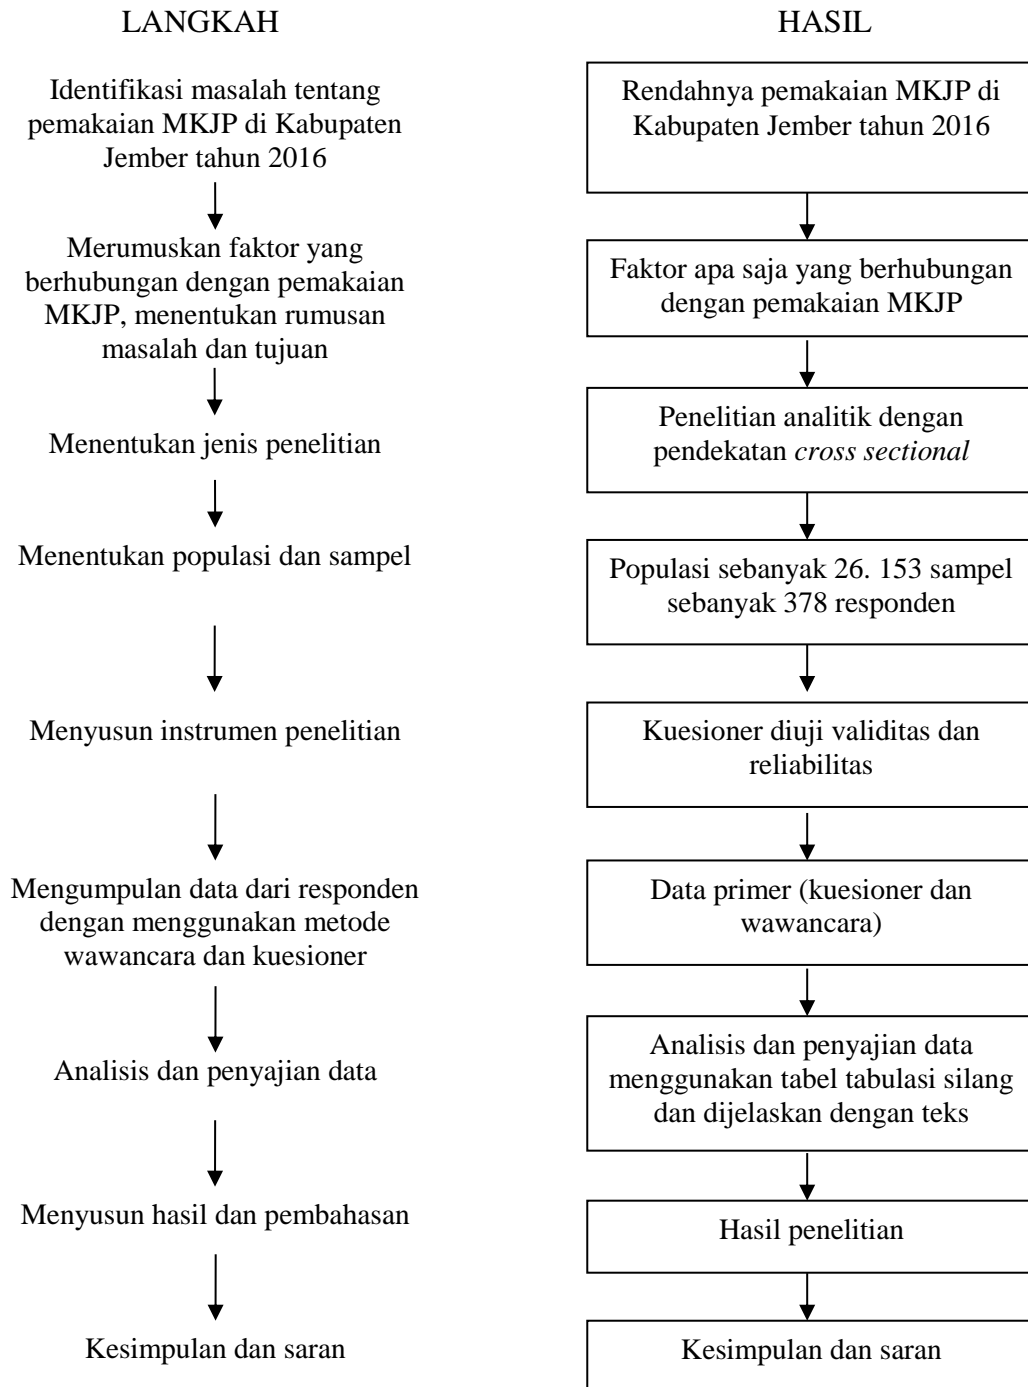 LANGKAH
HASIL
Identifikasi masalah tentang
pemakaian MKJP di Kabupaten
Jember tahun 2016
Rendahnya pemakaian MKJP di
Kabupaten Jember tahun 2016
Merumuskan faktor yang
berhubungan dengan pemakaian
MKJP, menentukan rumusan
masalah dan tujuan
Faktor apa saja yang berhubungan
dengan pemakaian MKJP
Menentukan jenis penelitian
Penelitian analitik dengan
pendekatan cross sectional
Menentukan populasi dan sampel
Populasi sebanyak 26. 153 sampel
sebanyak 378 responden
Menyusun instrumen penelitian
Kuesioner diuji validitas dan
reliabilitas
Mengumpulan data dari responden
dengan menggunakan metode
wawancara dan kuesioner
Data primer (kuesioner dan
wawancara)
Analisis dan penyajian data
Analisis dan penyajian data
menggunakan tabel tabulasi silang
dan dijelaskan dengan teks
Menyusun hasil dan pembahasan
Hasil penelitian
Kesimpulan dan saran
Kesimpulan dan saran